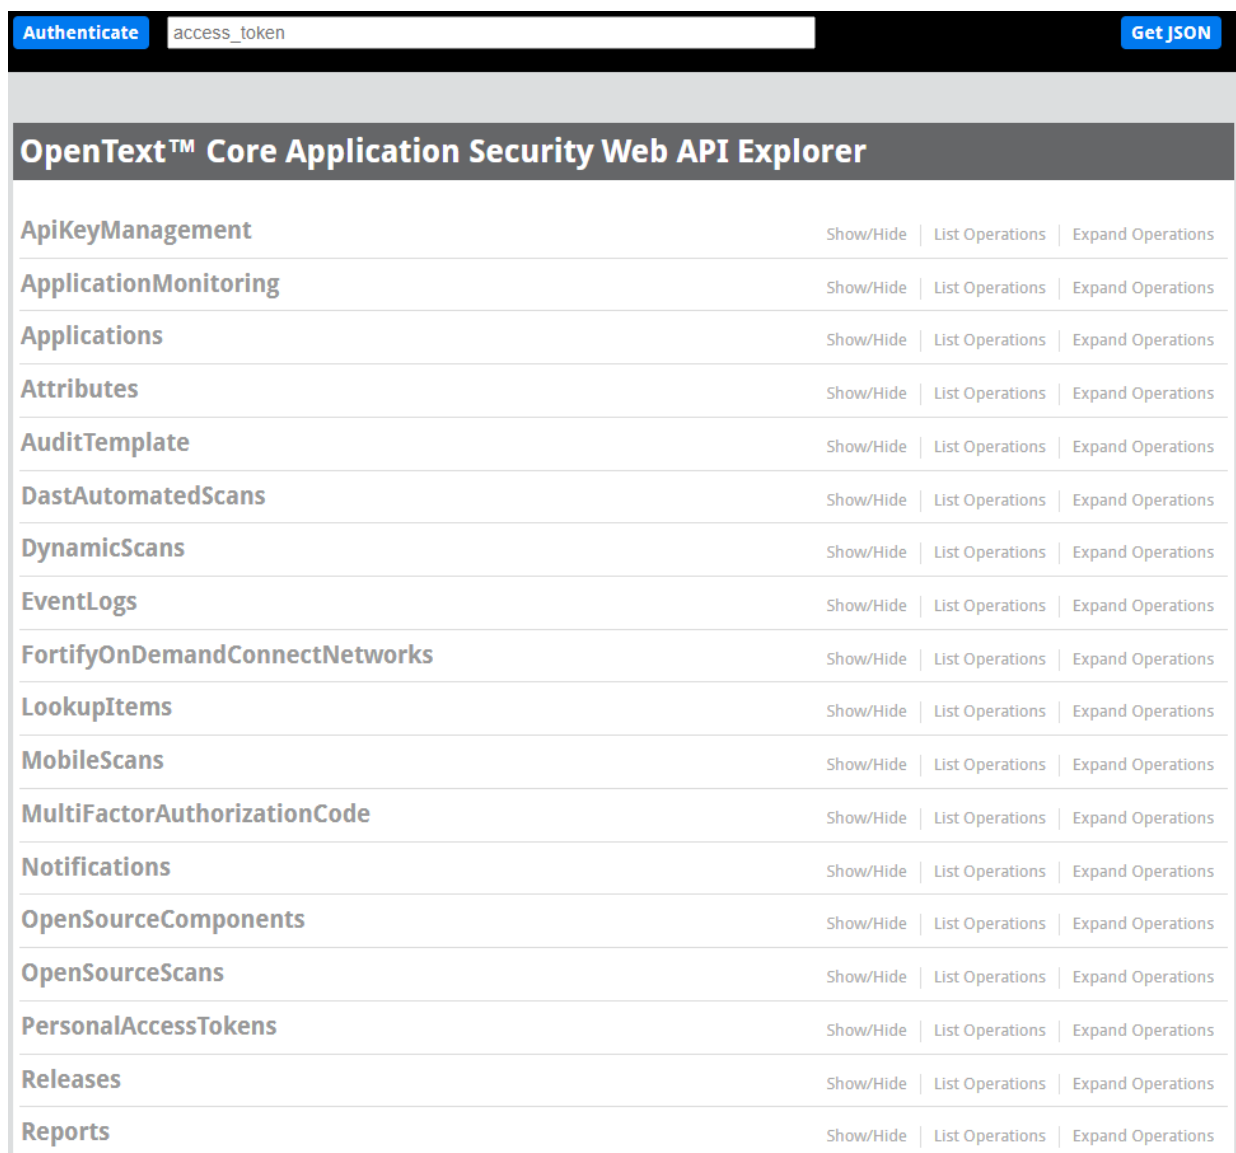 Authenticate access_token Get JSON
OpenText™ Core Application Security Web API Explorer
ApiKeyManagement Show/Hide List Operations Expand Operations
ApplicationMonitoring Show/Hide List Operations Expand Operations
Applications Show/Hide List Operations Expand Operations
Attributes Show/Hide List Operations Expand Operations
AuditTemplate Show/Hide List Operations Expand Operations
DastAutomatedScans Show/Hide List Operations Expand Operations
DynamicScans Show/Hide List Operations Expand Operations
EventLogs Show/Hide List Operations Expand Operations
FortifyOnDemandConnectNetworks Show/Hide List Operations Expand Operations
LookupItems Show/Hide List Operations Expand Operations
MobileScans Show/Hide List Operations Expand Operations
MultiFactorAuthorizationCode Show/Hide List Operations Expand Operations
Notifications Show/Hide List Operations Expand Operations
OpenSourceComponents Show/Hide List Operations Expand Operations
OpenSourceScans Show/Hide List Operations Expand Operations
PersonalAccessTokens Show/Hide List Operations Expand Operations
Releases Show/Hide List Operations Expand Operations
Reports Show/Hide List Operations Expand Operations